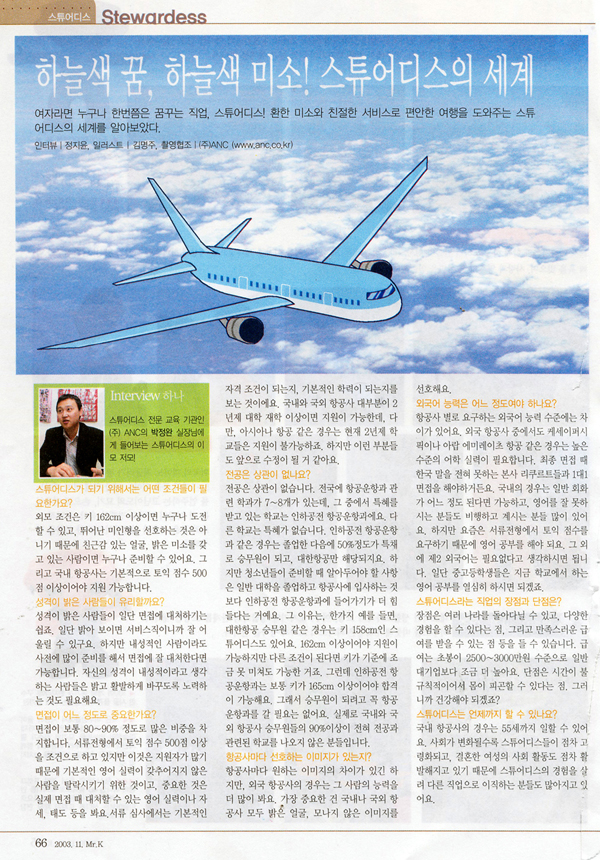 스튜어디스 Stewardess
하늘색 꿈, 하늘색 미소! 스튜어디스의 세계
여자라면 누구나 한번쯤은 꿈꾸는 직업, 스튜어디스! 환한 미소와 친절한 서비스로 편안한 여행을 도와주는 스튜
어디스의 세계를 알아보았다.
인터뷰 | 정지윤, 일러스트 | 김명주, 촬영협조 | (주)ANC (www.anc.co.kr)
Interview 하나
스튜어디스 전문 교육 기관인
(주) ANC의 박정완 실장님에
게 들어보는 스튜어디스의 이
모 저모!
스튜어디스가 되기 위해서는 어떤 조건들이 필
요한가요?
외모 조건은 키 162cm 이상이면 누구나 도전
할 수 있고, 뛰어난 미인형을 선호하는 것은 아
니기 때문에 친근감 있는 얼굴, 밝은 미소를 갖
고 있는 사람이면 누구나 준비할 수 있어요. 그
리고 국내 항공사는 기본적으로 토익 점수 500
점 이상이어야 지원 가능합니다.
성격이 밝은 사람들이 유리할까요?
성격이 밝은 사람들이 일단 면접에 대처하기는
쉽죠. 일단 밝아 보이면 서비스직이니까 잘 어
울릴 수 있구요. 하지만 내성적인 사람이라도
사전에 많이 준비를 해서 면접에 잘 대처한다면
가능합니다. 자신의 성격이 내성적이라고 생각
하는 사람들은 밝고 활발하게 바꾸도록 노력하
는 것도 필요해요.
면접이 어느 정도로 중요한가요?
면접이 보통 80~90% 정도로 많은 비중을 차
지합니다. 서류전형에서 토익 점수 500점 이상
을 조건으로 하고 있지만 이것은 지원자가 많기
때문에 기본적인 영어 실력이 갖추어지지 않은
사람을 탈락시키기 위한 것이고, 중요한 것은
실제 면접 때 대처할 수 있는 영어 실력이나 자
세, 태도 등을 봐요. 서류 심사에서는 기본적인
자격 조건이 되는지, 기본적인 학력이 되는지를
보는 것이에요. 국내와 국외 항공사 대부분이 2
년제 대학 재학 이상이면 지원이 가능한데, 다
만, 아시아나 항공 같은 경우는 현재 2년제 학
교들은 지원이 불가능하죠. 하지만 이런 부분들
도 앞으로 수정이 될 거 같아요.
전공은 상관이 없나요?
전공은 상관이 없습니다. 전국에 항공운항과 관
련 학과가 7~8개가 있는데, 그 중에서 특혜를
받고 있는 학교는 인하공전 항공운항과예요. 다
른 학교는 특혜가 없습니다. 인하공전 항공운항
과 같은 경우는 졸업한 다음에 50%정도가 특채
로 승무원이 되고, 대한항공만 해당되지요. 하
지만 청소년들이 준비할 때 알아두어야 할 사항
은 일반 대학을 졸업하고 항공사에 입사하는 것
보다 인하공전 항공운항과에 들어가기가 더 힘
들다는 거예요. 그 이유는, 한가지 예를 들면,
대한항공 승무원 같은 경우는 키 158cm인 스
튜어디스도 있어요. 162cm 이상이어야 지원이
가능하지만 다른 조건이 된다면 키가 기준에 조
금 못 미쳐도 가능한 거죠. 그런데 인하공전 항
공운항과는 보통 키가 165cm 이상이어야 합격
이 가능해요. 그래서 승무원이 되려고 꼭 항공
운항과를 갈 필요는 없어요. 실제로 국내와 국
외 항공사 승무원들의 90%이상이 전혀 전공과
관련된 학교를 나오지 않은 분들입니다.
항공사마다 선호하는 이미지가 있는지?
항공사마다 원하는 이미지의 차이가 있긴 하
지만, 외국 항공사의 경우는 그 사람의 능력을
더 많이 봐요. 가장 중요한 건 국내나 국외 항
공사 모두 밝은 얼굴, 모나지 않은 이미지를
선호해요.
외국어 능력은 어느 정도여야 하나요?
항공사 별로 요구하는 외국어 능력 수준에는 차
이가 있어요. 외국 항공사 중에서도 케세이퍼시
픽이나 아랍 에미레이츠 항공 같은 경우는 높은
수준의 어학 실력이 필요합니다. 최종 면접 때
한국 말을 전혀 못하는 본사 리쿠르트들과 1대1
면접을 해야하거든요. 국내의 경우는 일반 회화
가 어느 정도 된다면 가능하고, 영어를 잘 못하
시는 분들도 비행하고 계시는 분들 많이 있어
요. 하지만 요즘은 서류전형에서 토익 점수를
요구하기 때문에 영어 공부를 해야 되요. 그 외
에 제2 외국어는 필요없다고 생각하시면 됩니
다. 일단 중고등학생들은 지금 학교에서 하는
영어 공부를 열심히 하시면 되겠죠.
스튜어디스라는 직업의 장점과 단점은?
장점은 여러 나라를 돌아다닐 수 있고, 다양한
경험을 할 수 있다는 점, 그리고 만족스러운 급
여를 받을 수 있는 점 등을 들 수 있습니다. 급
여는 초봉이 2500~3000만원 수준으로 일반
대기업보다 조금 더 높아요. 단점은 시간이 불
규칙적이어서 몸이 피곤할 수 있다는 점. 그러
니까 건강해야 되겠죠?
스튜어디스는 언제까지 할 수 있나요?
국내 항공사의 경우는 55세까지 일할 수 있어
요. 사회가 변화될수록 스튜어디스들이 점차 고
령화되고, 결혼한 여성의 사회 활동도 점차 활
발해지고 있기 때문에 스튜어디스의 경험을 살
려 다른 직업으로 이직하는 분들도 많아지고 있
어요.
66 2003. 11. Mr.K